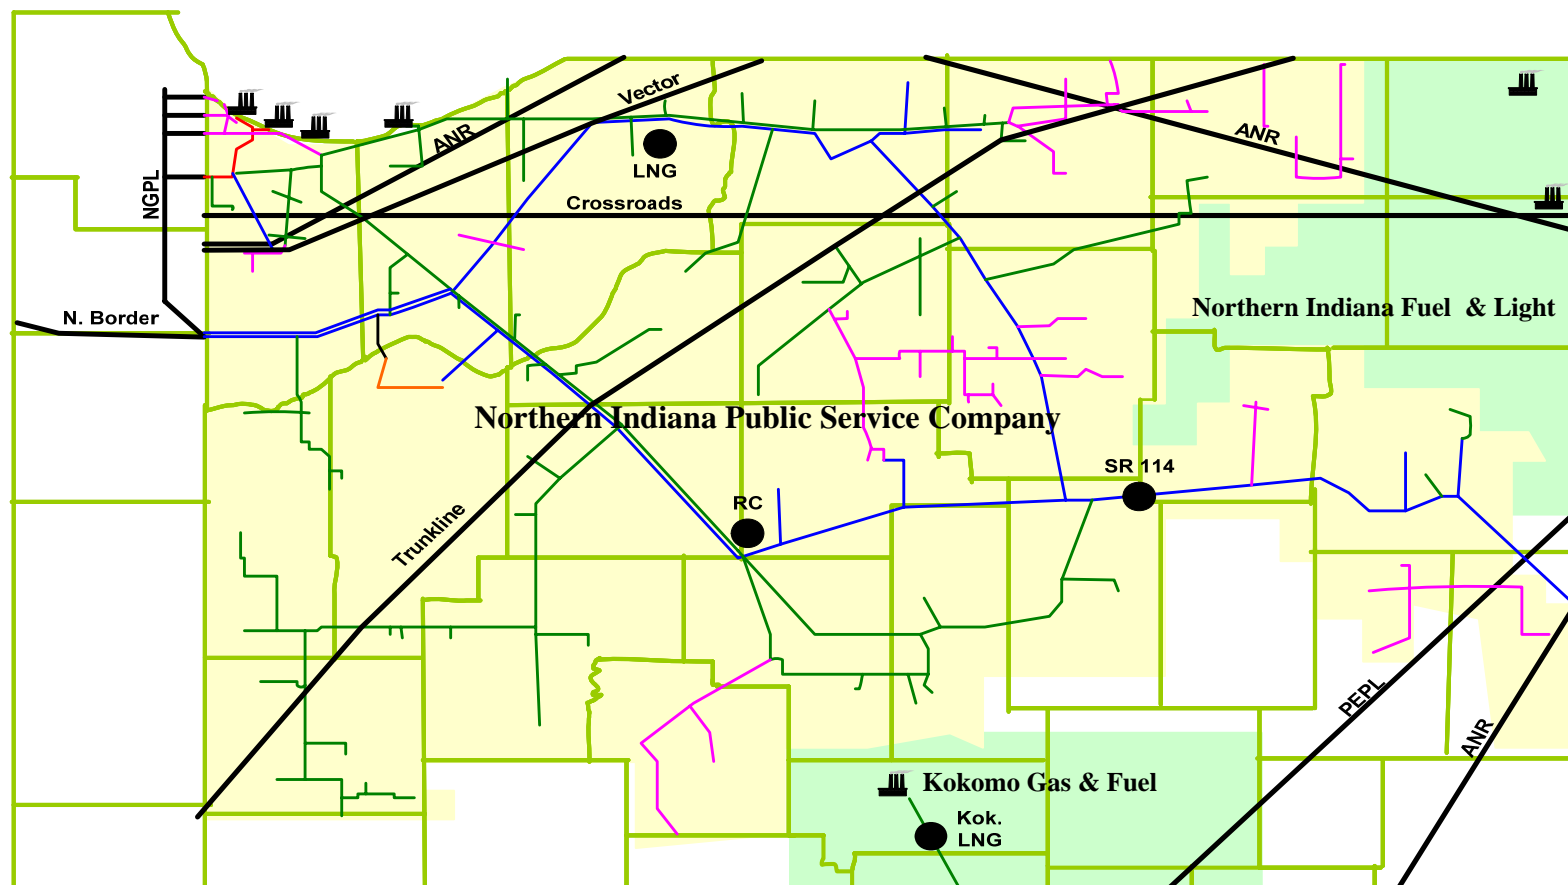 Vector
ANR
ANR
LNG
NGPL
Crossroads
N. Border
Northern Indiana Fuel & Light
Northern Indiana Public Service Company
SR 114
RC
Trunkline
PEPL
ANR
Kokomo Gas & Fuel
Kok.
LNG